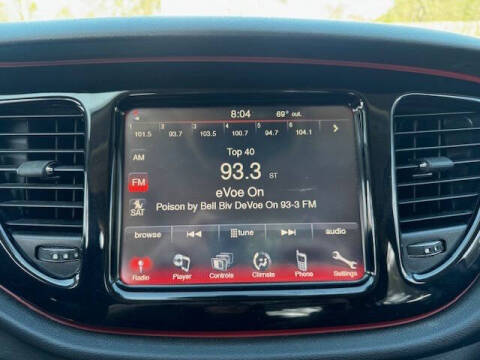 8:04 69° out.
1 2 3 4 5 6
101.5 93.7 103.5 100.7 94.7 104.1
Top 40
AM
93.3 ST
FM
eVoe On
SAT
Poison by Bell Biv DeVoe On 93-3 FM
browse tune audio
Radio Player Controls Climate Phone Settings